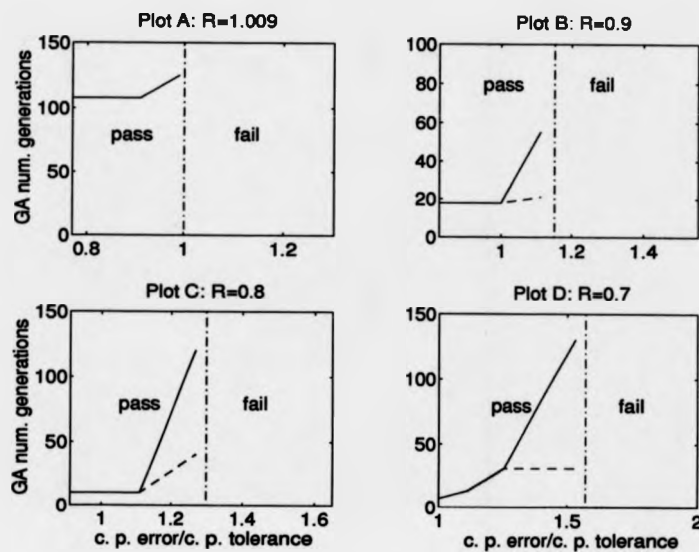 Plot A: R=1.009
GA num. generations
150
100
50
0
pass
fail
0.8
1
1.2
Plot B: R=0.9
100
80
60
40
20
0
pass
fail
1
1.2
1.4
Plot C: R=0.8
GA num. generations
150
100
50
0
pass
fail
1
1.2
1.4
1.6
c. p. error/c. p. tolerance
Plot D: R=0.7
150
100
50
0
pass
fail
1
1.5
2
c. p. error/c. p. tolerance